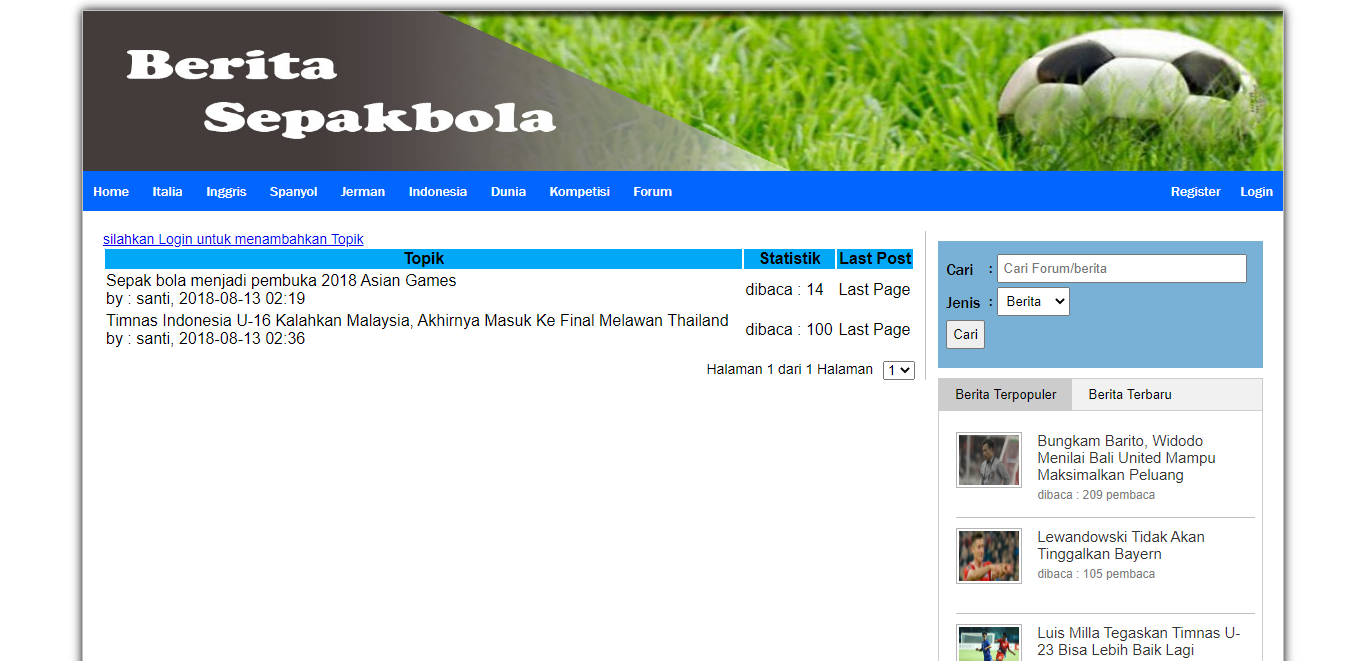 Berita
Sepakbola
Home Italia Inggris Spanyol Jerman Indonesia Dunia Kompetisi Forum Register Login
silahkan Login untuk menambahkan Topik
Topik Statistik Last Post
Sepak bola menjadi pembuka 2018 Asian Games
by : santi, 2018-08-13 02:19
dibaca : 14 Last Page
Timnas Indonesia U-16 Kalahkan Malaysia, Akhirnya Masuk Ke Final Melawan Thailand
by : santi, 2018-08-13 02:36
dibaca : 100 Last Page
Halaman 1 dari 1 Halaman 1
Cari : Cari Forum/berita
Jenis : Berita
Cari
Berita Terpopuler Berita Terbaru
Bungkam Barito, Widodo
Menilai Bali United Mampu
Maksimalkan Peluang
dibaca : 209 pembaca
Lewandowski Tidak Akan
Tinggalkan Bayern
dibaca : 105 pembaca
Luis Milla Tegaskan Timnas U-
23 Bisa Lebih Baik Lagi